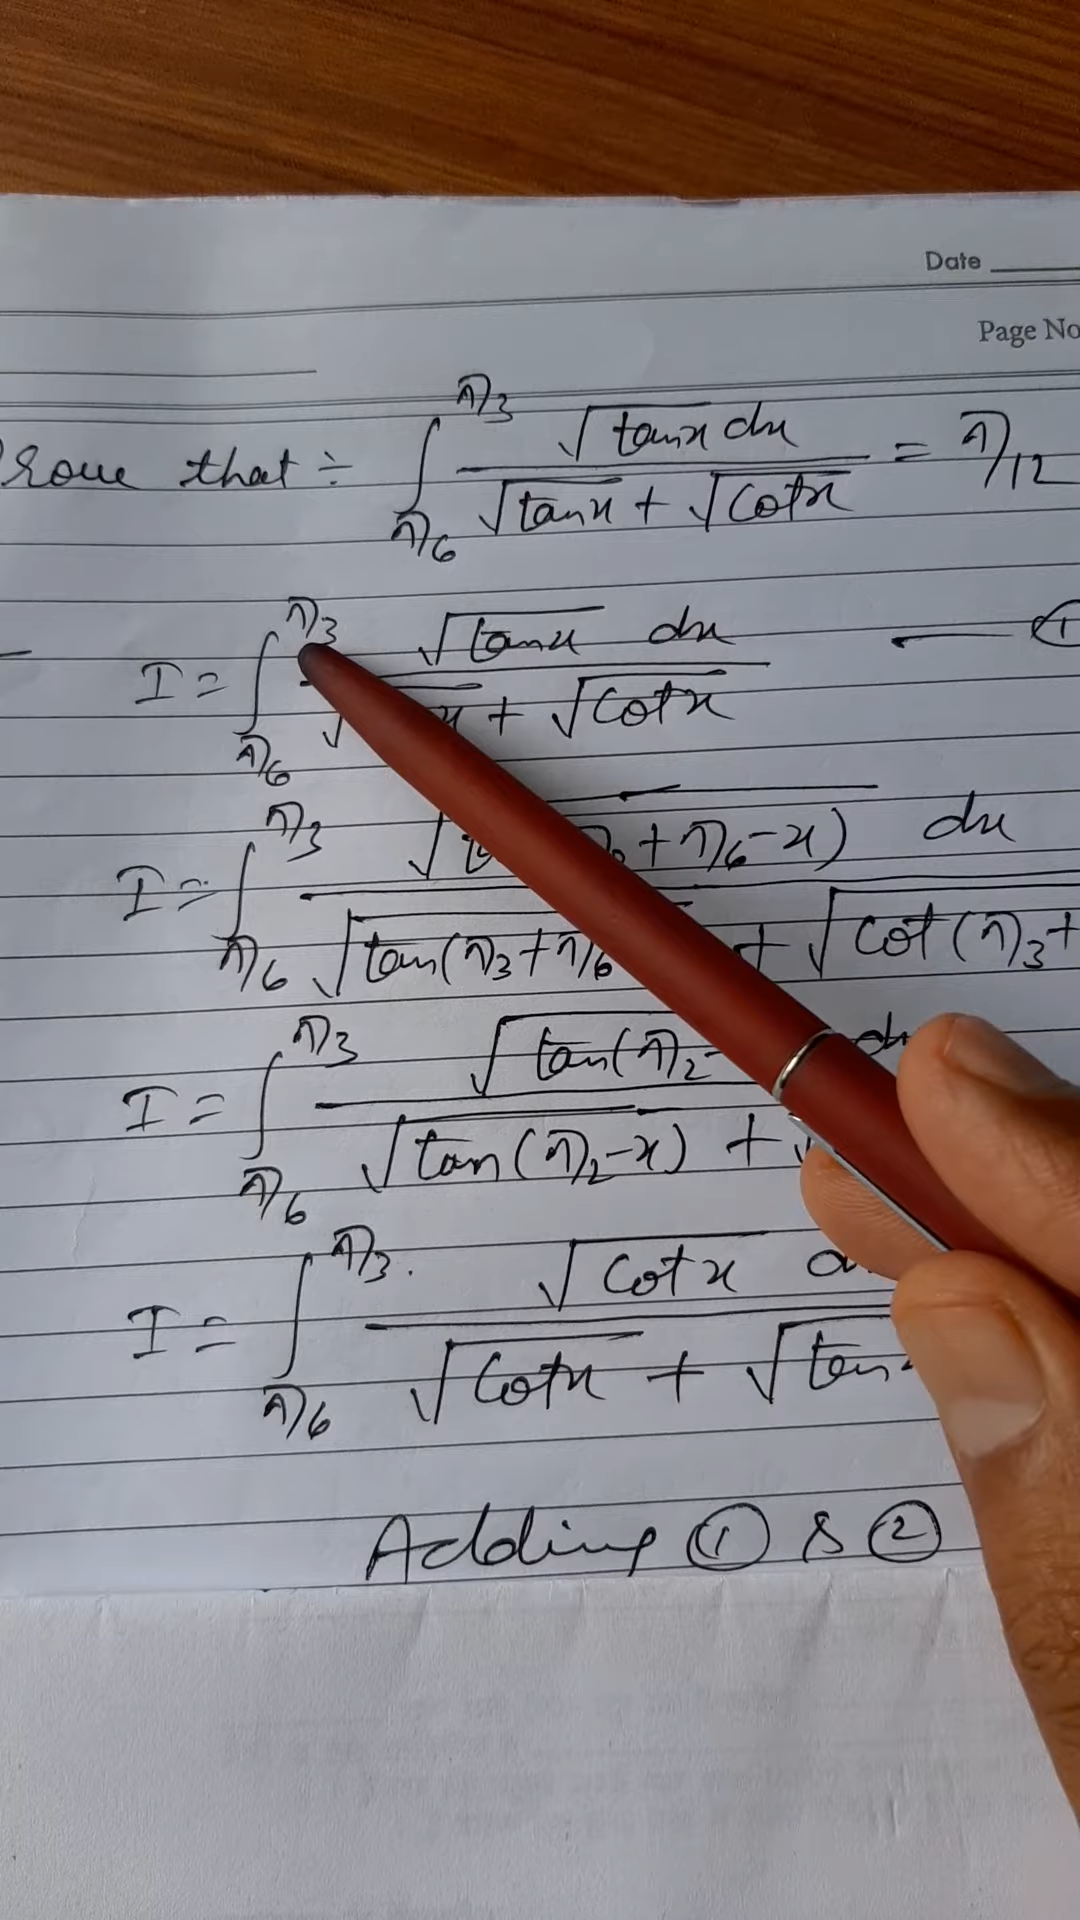 Date
Page No
Prove that ÷ ∫_{π/6}^{π/3} √tanx dx / (√tanx + √cotx) = π/12
I = ∫_{π/6}^{π/3} √tanx dx / (√ x + √cotx) — ①
I = ∫_{π/6}^{π/3} √( + π/6 - x) dx / (√tan(π/3 + π/6 + √cot(π/3 +
I = ∫_{π/6}^{π/3} √tan(π/2 - dx / (√tan(π/2 - x) + √
I = ∫_{π/6}^{π/3} √cotx / (√cotx + √tan
Adding ① & ②